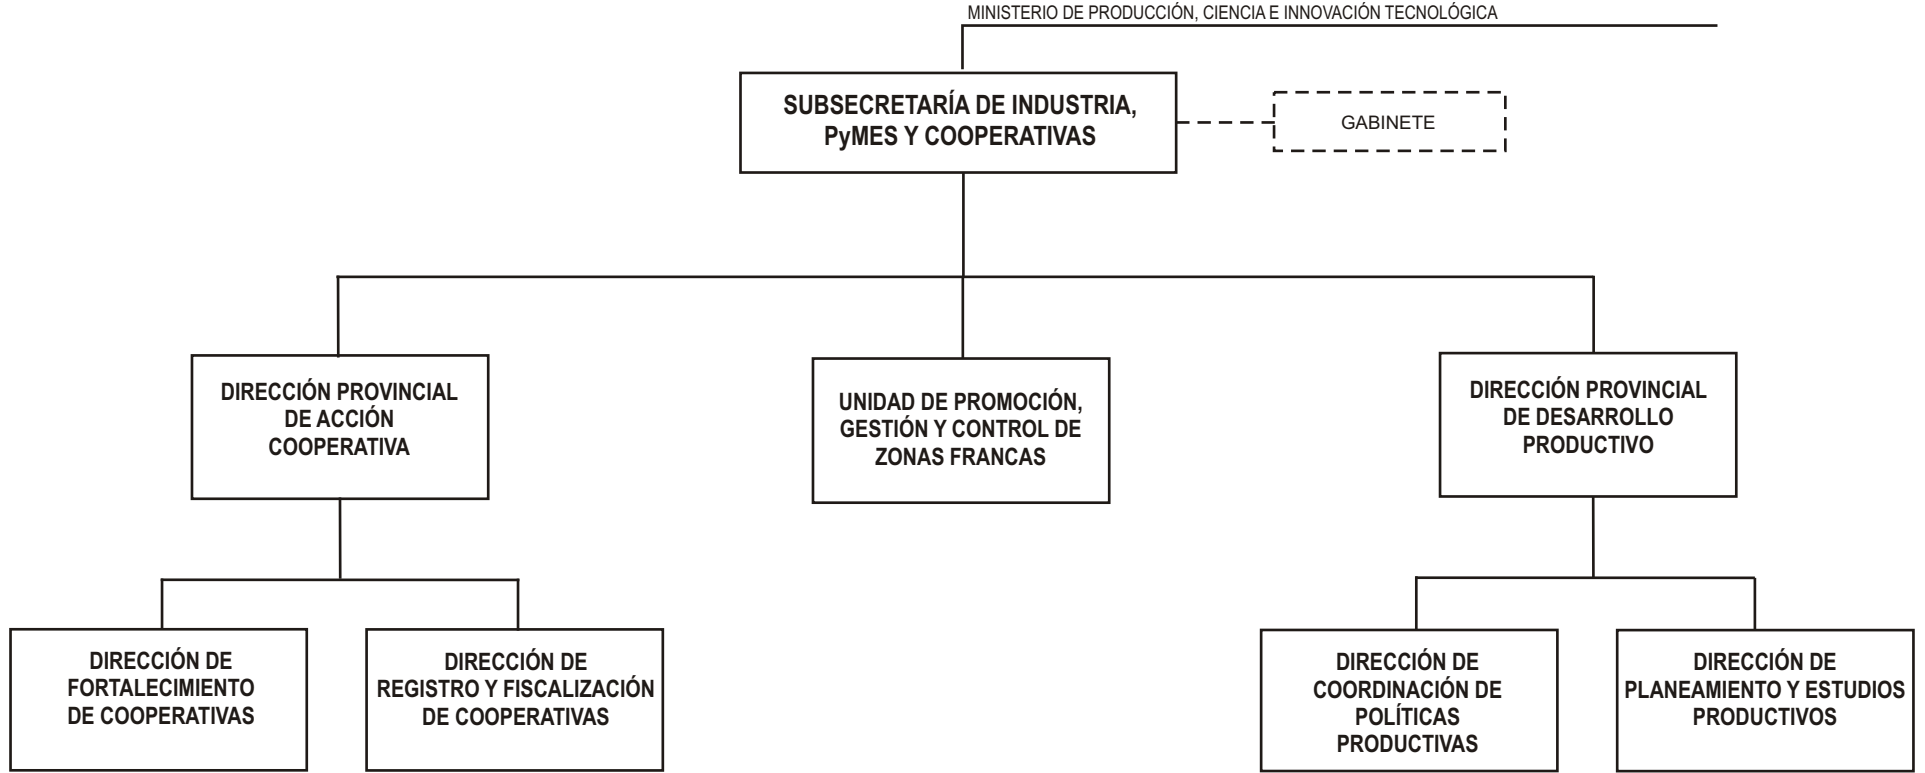 MINISTERIO DE PRODUCCIÓN, CIENCIA E INNOVACIÓN TECNOLÓGICA
SUBSECRETARÍA DE INDUSTRIA,
PyMES Y COOPERATIVAS
GABINETE
DIRECCIÓN PROVINCIAL
DE ACCIÓN
COOPERATIVA
UNIDAD DE PROMOCIÓN,
GESTIÓN Y CONTROL DE
ZONAS FRANCAS
DIRECCIÓN PROVINCIAL
DE DESARROLLO
PRODUCTIVO
DIRECCIÓN DE
FORTALECIMIENTO
DE COOPERATIVAS
DIRECCIÓN DE
REGISTRO Y FISCALIZACIÓN
DE COOPERATIVAS
DIRECCIÓN DE
COORDINACIÓN DE
POLÍTICAS
PRODUCTIVAS
DIRECCIÓN DE
PLANEAMIENTO Y ESTUDIOS
PRODUCTIVOS